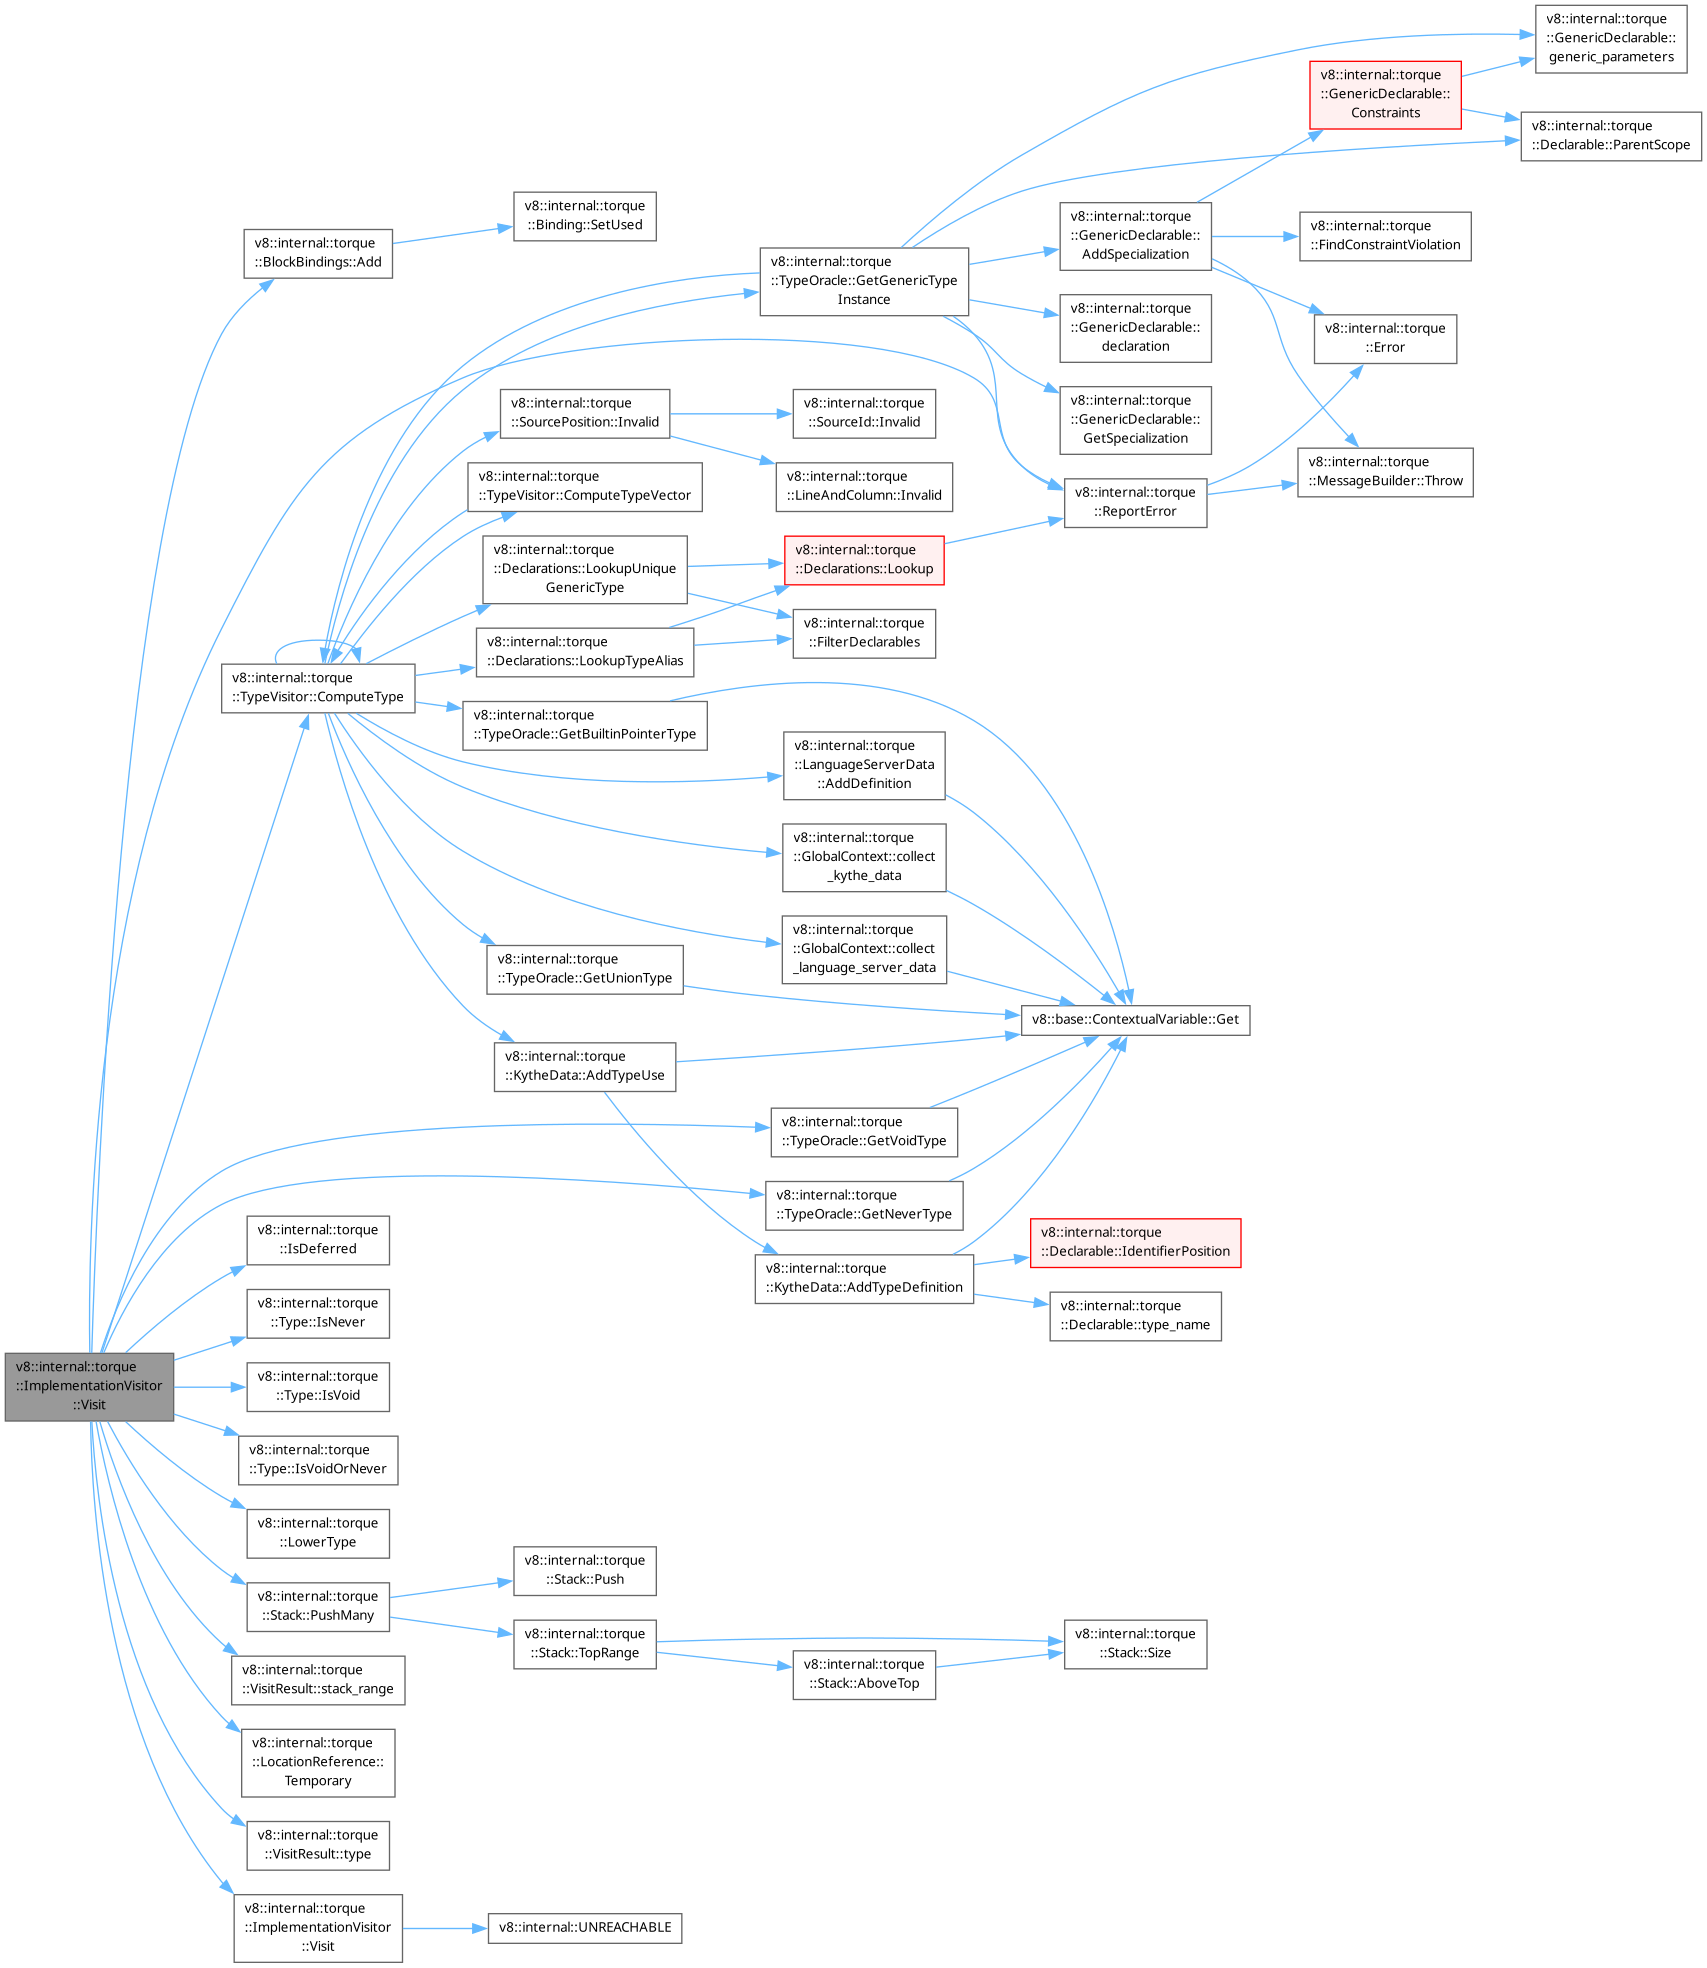 v8::internal::torque
::GenericDeclarable::
generic_parameters
v8::internal::torque
::GenericDeclarable::
Constraints
v8::internal::torque
::Declarable::ParentScope
v8::internal::torque
::Binding::SetUsed
v8::internal::torque
::BlockBindings::Add
v8::internal::torque
::GenericDeclarable::
AddSpecialization
v8::internal::torque
::FindConstraintViolation
v8::internal::torque
::TypeOracle::GetGenericType
Instance
v8::internal::torque
::GenericDeclarable::
declaration
v8::internal::torque
::Error
v8::internal::torque
::SourcePosition::Invalid
v8::internal::torque
::SourceId::Invalid
v8::internal::torque
::GenericDeclarable::
GetSpecialization
v8::internal::torque
::TypeVisitor::ComputeTypeVector
v8::internal::torque
::LineAndColumn::Invalid
v8::internal::torque
::ReportError
v8::internal::torque
::MessageBuilder::Throw
v8::internal::torque
::Declarations::LookupUnique
GenericType
v8::internal::torque
::Declarations::Lookup
v8::internal::torque
::FilterDeclarables
v8::internal::torque
::Declarations::LookupTypeAlias
v8::internal::torque
::TypeVisitor::ComputeType
v8::internal::torque
::TypeOracle::GetBuiltinPointerType
v8::internal::torque
::LanguageServerData
::AddDefinition
v8::internal::torque
::GlobalContext::collect
_kythe_data
v8::internal::torque
::GlobalContext::collect
_language_server_data
v8::internal::torque
::TypeOracle::GetUnionType
v8::base::ContextualVariable::Get
v8::internal::torque
::KytheData::AddTypeUse
v8::internal::torque
::TypeOracle::GetVoidType
v8::internal::torque
::TypeOracle::GetNeverType
v8::internal::torque
::IsDeferred
v8::internal::torque
::Declarable::IdentifierPosition
v8::internal::torque
::KytheData::AddTypeDefinition
v8::internal::torque
::Type::IsNever
v8::internal::torque
::Declarable::type_name
v8::internal::torque
::ImplementationVisitor
::Visit
v8::internal::torque
::Type::IsVoid
v8::internal::torque
::Type::IsVoidOrNever
v8::internal::torque
::LowerType
v8::internal::torque
::Stack::PushMany
v8::internal::torque
::Stack::Push
v8::internal::torque
::Stack::TopRange
v8::internal::torque
::Stack::Size
v8::internal::torque
::Stack::AboveTop
v8::internal::torque
::VisitResult::stack_range
v8::internal::torque
::LocationReference::
Temporary
v8::internal::torque
::VisitResult::type
v8::internal::torque
::ImplementationVisitor
::Visit
v8::internal::UNREACHABLE